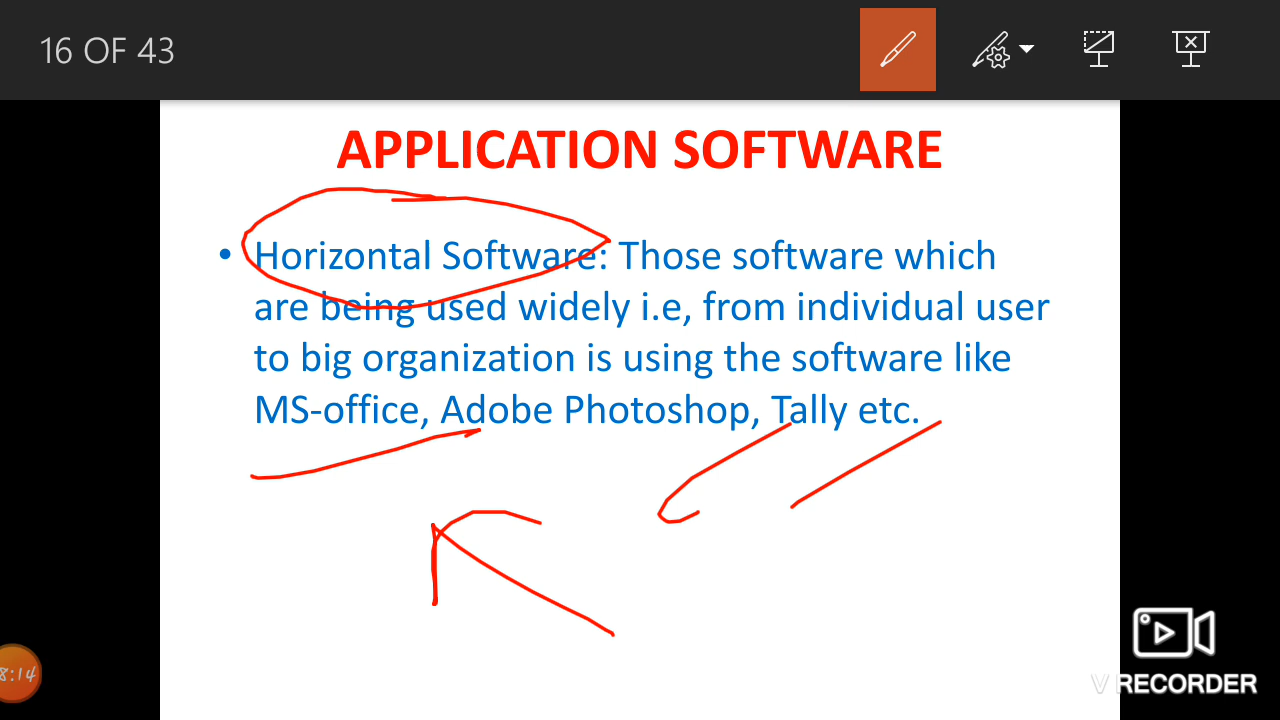 16 OF 43
APPLICATION SOFTWARE
• Horizontal Software: Those software which
are being used widely i.e, from individual user
to big organization is using the software like
MS-office, Adobe Photoshop, Tally etc.
8:14
V RECORDER